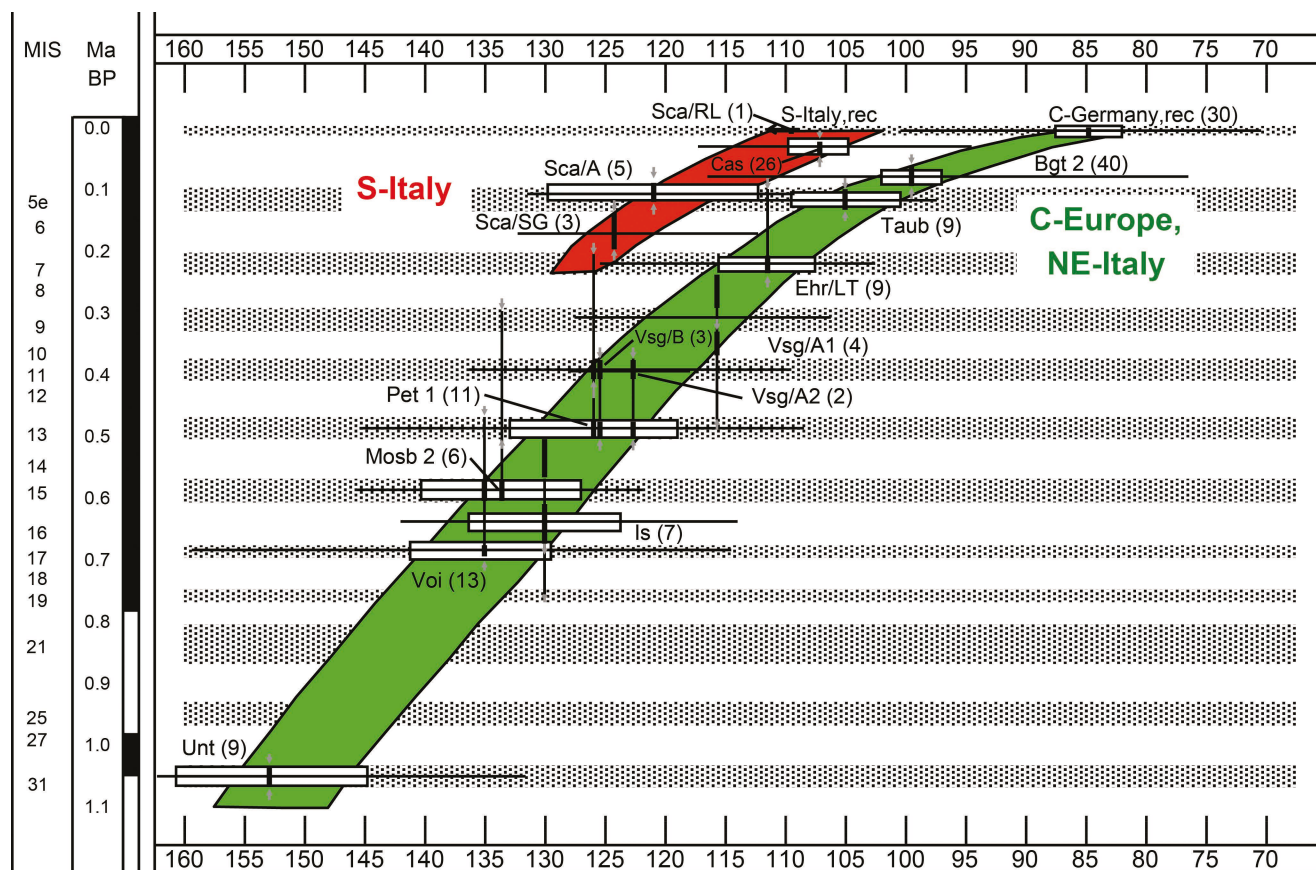 MIS
Ma
BP
160 155 150 145 140 135 130 125 120 115 110 105 100 95 90 85 80 75 70
0.0
Sca/RL (1)
S-Italy,rec
C-Germany,rec (30)
Cas (26)
Bgt 2 (40)
Sca/A (5)
S-Italy
0.1
5e
6
Sca/SG (3)
Taub (9)
C-Europe,
NE-Italy
0.2
7
8
Ehr/LT (9)
0.3
9
Vsg/B (3)
Vsg/A1 (4)
10
11
0.4
12
Pet 1 (11)
Vsg/A2 (2)
13
0.5
14
Mosb 2 (6)
15
0.6
16
Is (7)
17
0.7
18
Voi (13)
19
0.8
21
0.9
25
27
1.0
Unt (9)
31
1.1
160 155 150 145 140 135 130 125 120 115 110 105 100 95 90 85 80 75 70